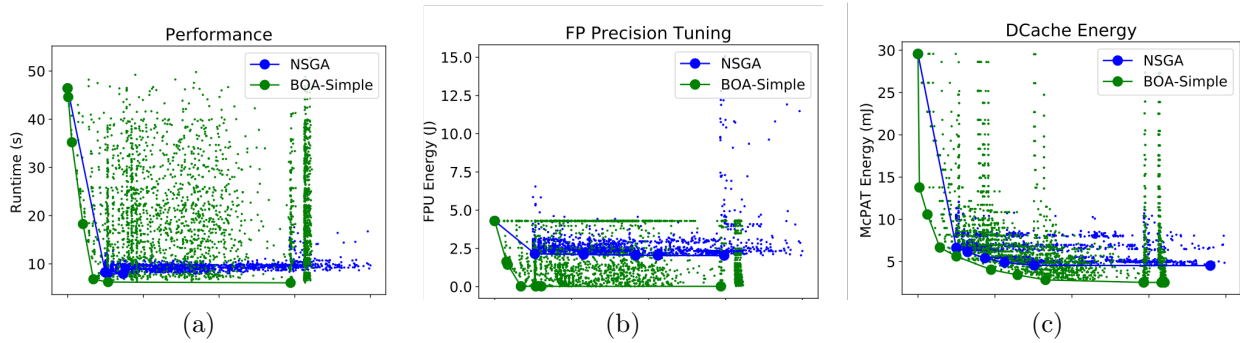 Performance
50
40
30
20
10
Runtime (s)
NSGA
BOA-Simple
(a)
FP Precision Tuning
15.0
12.5
10.0
7.5
5.0
2.5
0.0
FPU Energy (J)
NSGA
BOA-Simple
(b)
DCache Energy
30
25
20
15
10
5
McPAT Energy (mJ)
NSGA
BOA-Simple
(c)